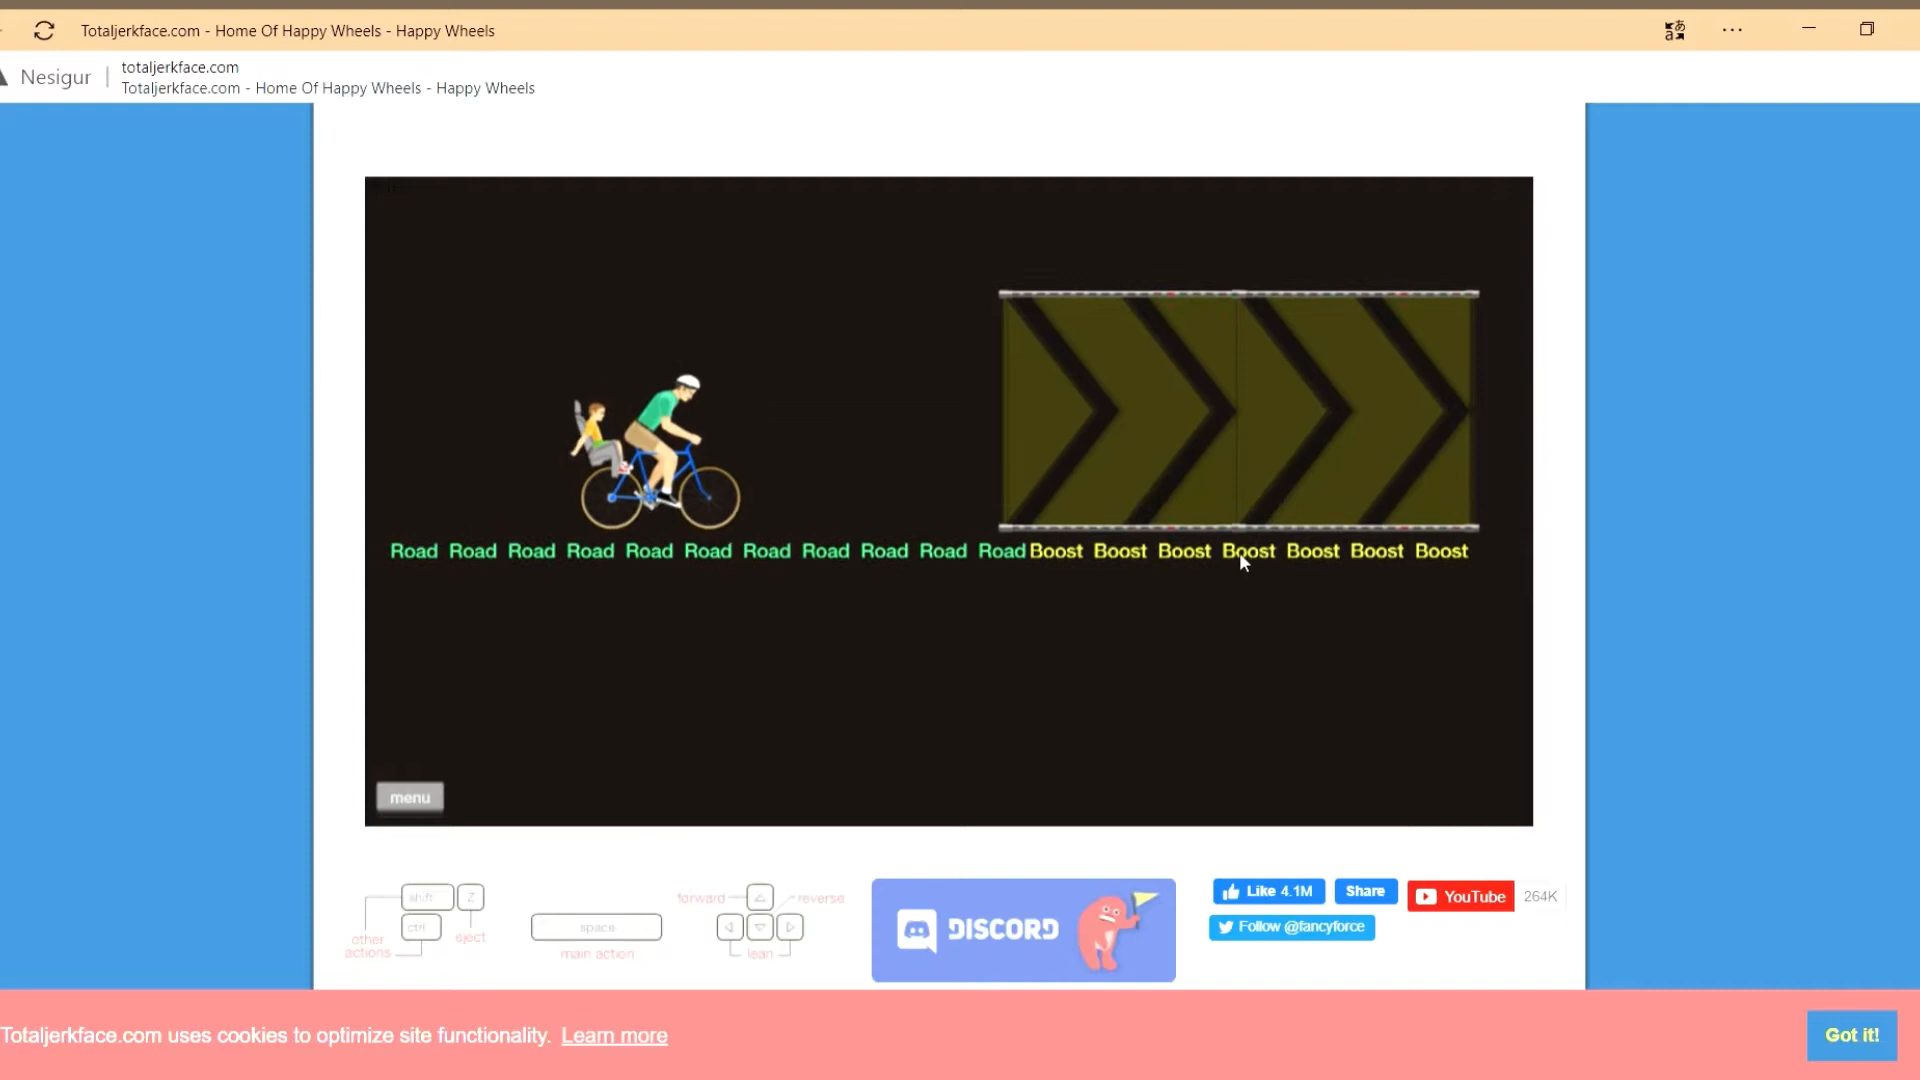 Totaljerkface.com - Home Of Happy Wheels - Happy Wheels
Nesigur
totaljerkface.com
Totaljerkface.com - Home Of Happy Wheels - Happy Wheels
Road Road Road Road Road Road Road Road Road Road Road Boost Boost Boost Boost Boost Boost Boost
menu
shift Z
ctrl
other actions
eject
space
main action
forward
reverse
lean
DISCORD
Like 4.1M
Share
YouTube
264K
Follow @fancyforce
Totaljerkface.com uses cookies to optimize site functionality. Learn more
Got it!